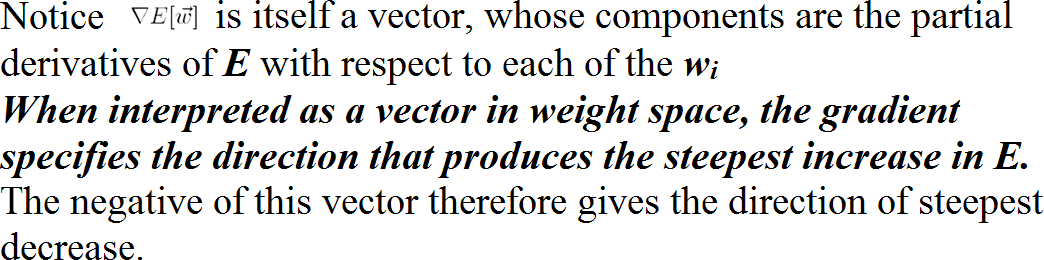 Notice ∇E[w⃗] is itself a vector, whose components are the partial
derivatives of E with respect to each of the wᵢ
When interpreted as a vector in weight space, the gradient
specifies the direction that produces the steepest increase in E.
The negative of this vector therefore gives the direction of steepest
decrease.